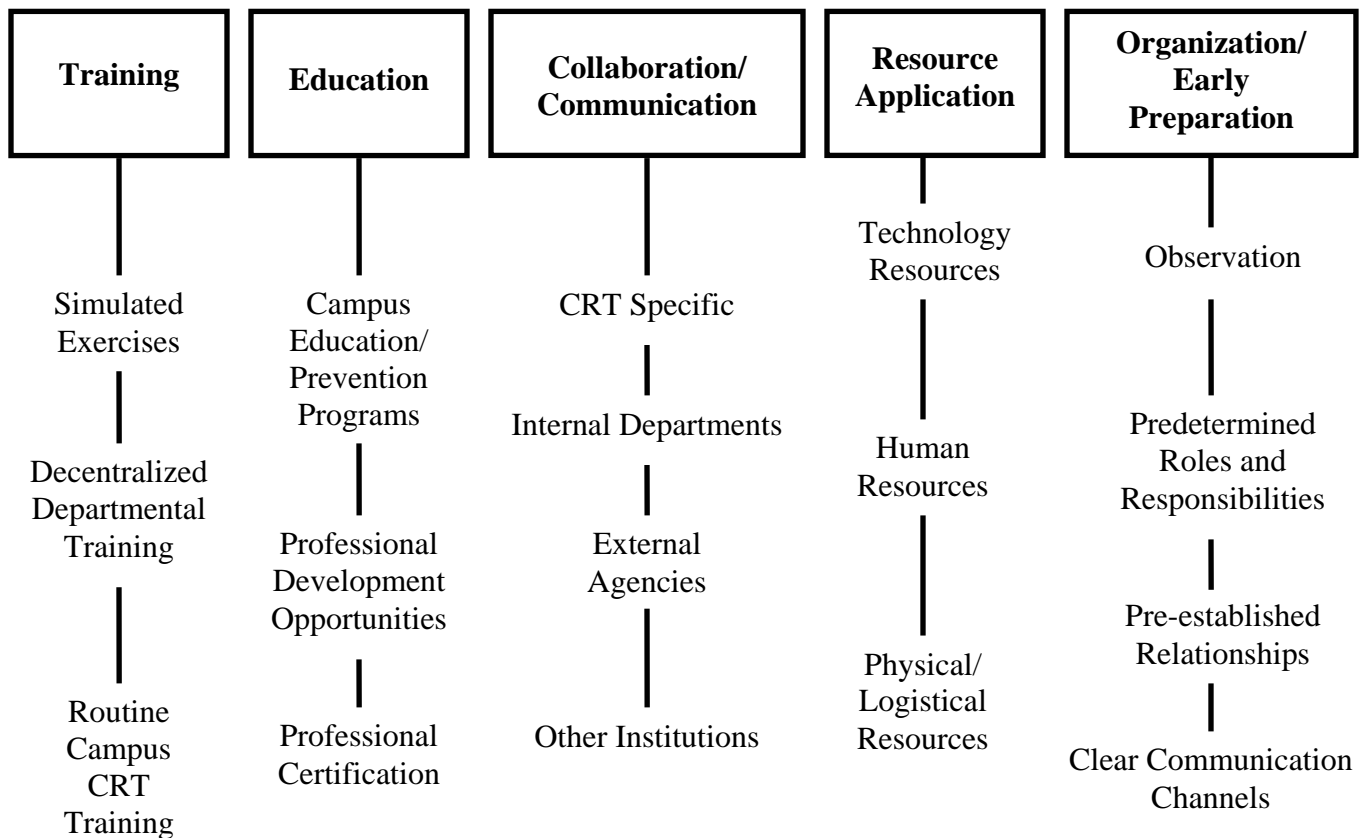 Training
Simulated
Exercises
Decentralized
Departmental
Training
Routine
Campus
CRT
Training
Education
Campus
Education/
Prevention
Programs
Professional
Development
Opportunities
Professional
Certification
Collaboration/
Communication
CRT Specific
Internal Departments
External
Agencies
Other Institutions
Resource
Application
Technology
Resources
Human
Resources
Physical/
Logistical
Resources
Organization/
Early
Preparation
Observation
Predetermined
Roles and
Responsibilities
Pre-established
Relationships
Clear Communication
Channels